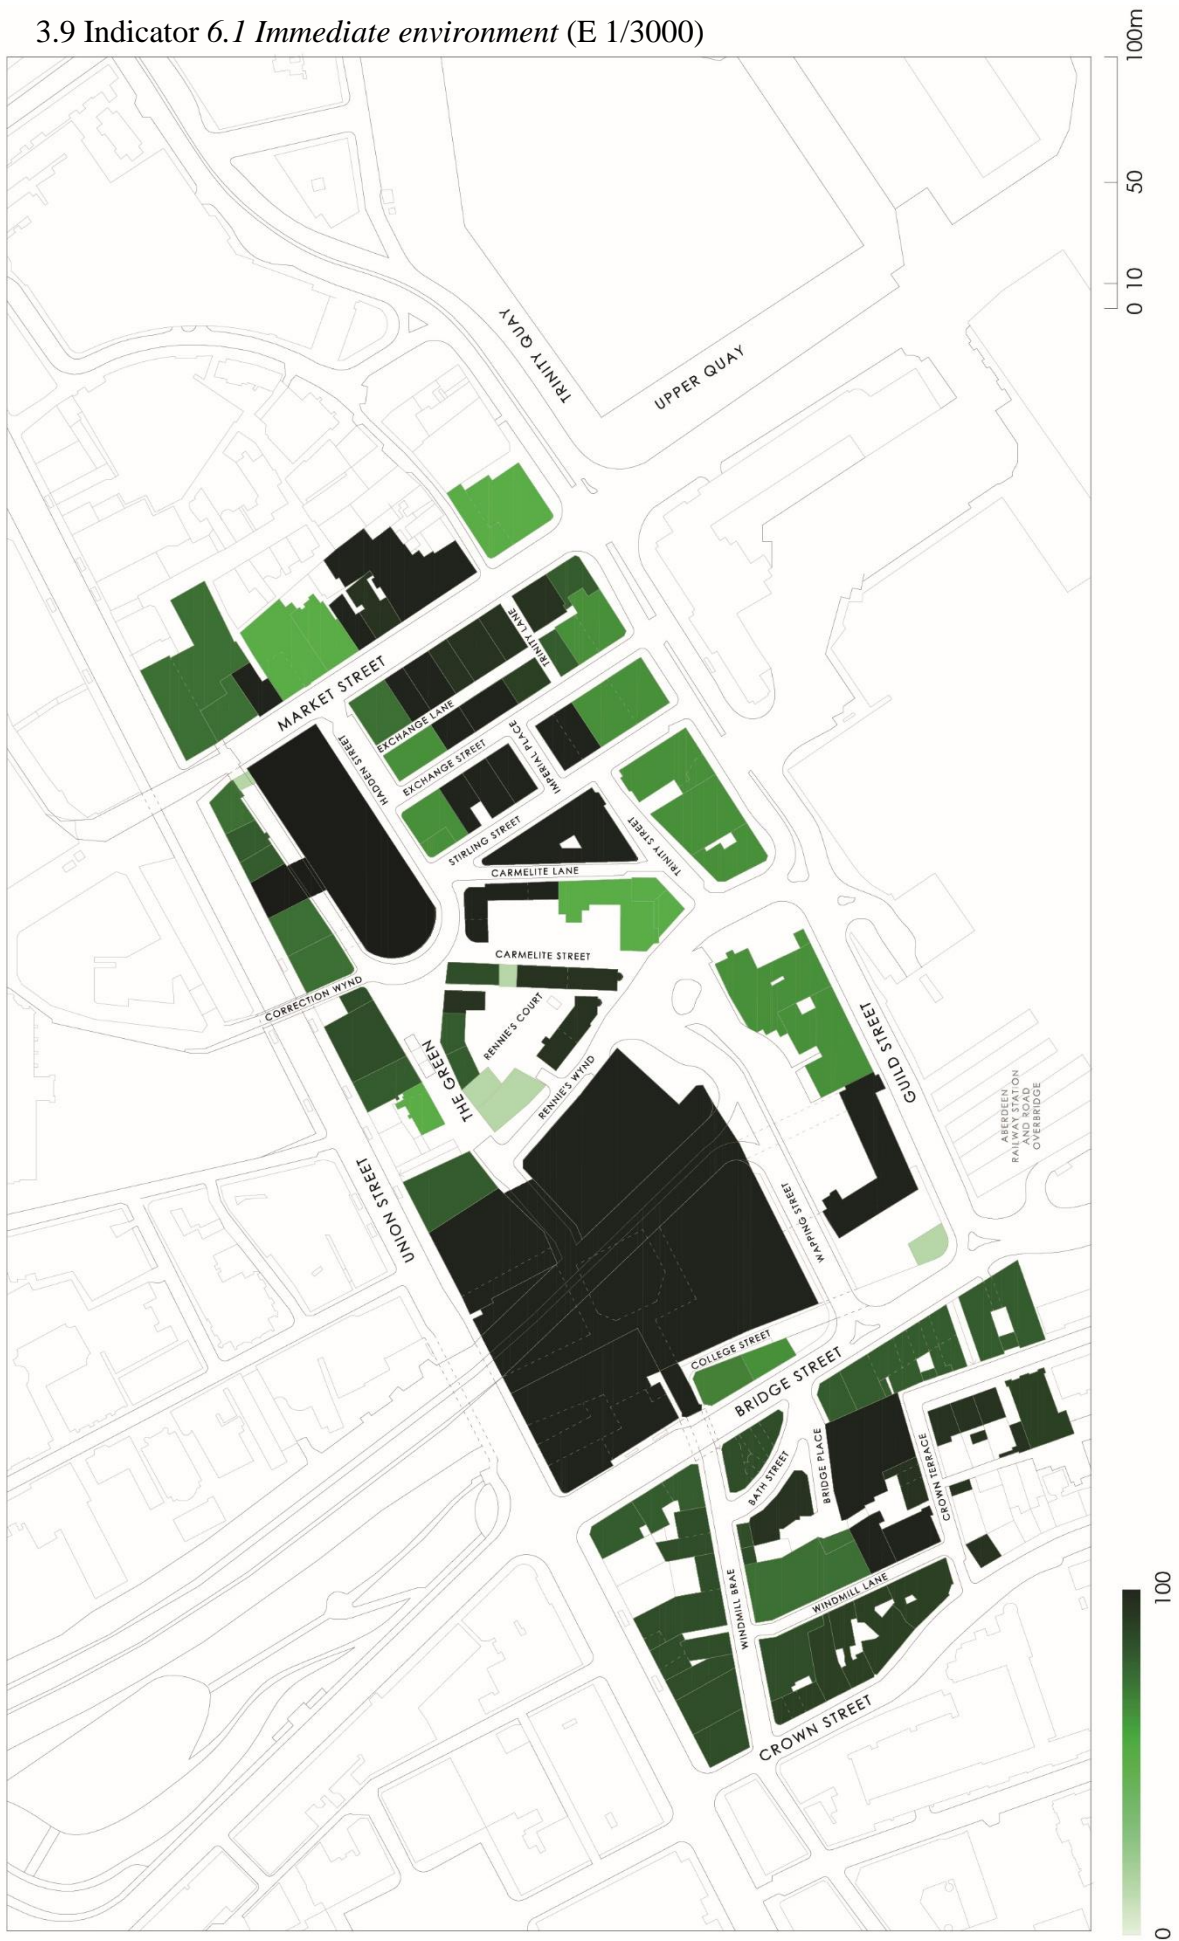 3.9 Indicator 6.1 Immediate environment (E 1/3000)
100m
50
10
0
TRINITY QUAY
UPPER QUAY
MARKET STREET
TRINITY LANE
EXCHANGE LANE
HADDEN STREET
EXCHANGE STREET
IMPERIAL PLACE
STIRLING STREET
TRINITY STREET
CARMELITE LANE
CARMELITE STREET
CORRECTION WYND
RENNIE'S COURT
THE GREEN
RENNIE'S WYND
GUILD STREET
ABERDEEN
RAILWAY STATION
AND ROAD
OVERBRIDGE
UNION STREET
WAPPING STREET
COLLEGE STREET
BRIDGE STREET
BATH STREET
BRIDGE PLACE
CROWN TERRACE
WINDMILL BRAE
WINDMILL LANE
CROWN STREET
100
0